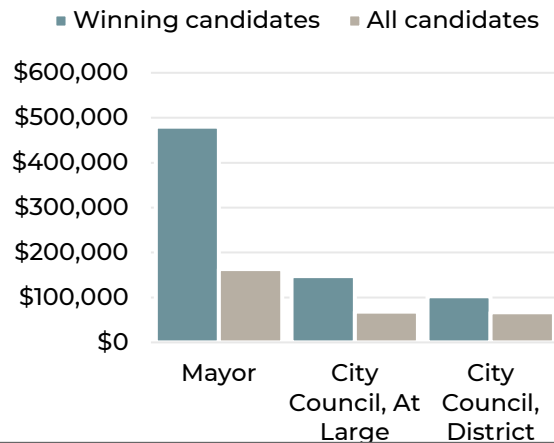 Winning candidates All candidates
$600,000
$500,000
$400,000
$300,000
$200,000
$100,000
$0
Mayor
City
Council, At
Large
City
Council,
District